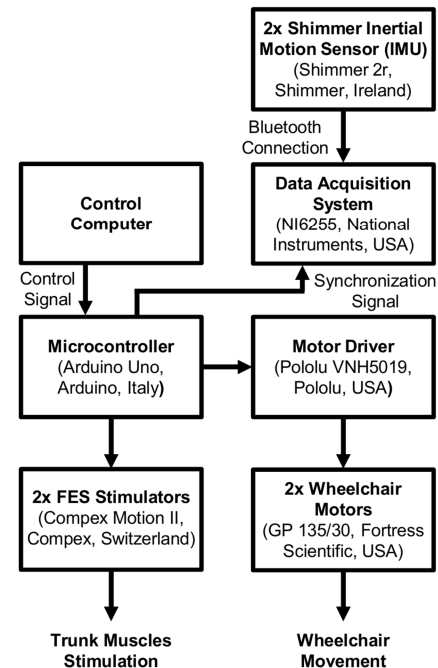 2x Shimmer Inertial
Motion Sensor (IMU)
(Shimmer 2r,
Shimmer, Ireland)
Bluetooth
Connection
Control
Computer
Data Acquisition
System
(NI6255, National
Instruments, USA)
Control
Signal
Synchronization
Signal
Microcontroller
(Arduino Uno,
Arduino, Italy)
Motor Driver
(Pololu VNH5019,
Pololu, USA)
2x FES Stimulators
(Compex Motion II,
Compex, Switzerland)
2x Wheelchair
Motors
(GP 135/30, Fortress
Scientific, USA)
Trunk Muscles
Stimulation
Wheelchair
Movement